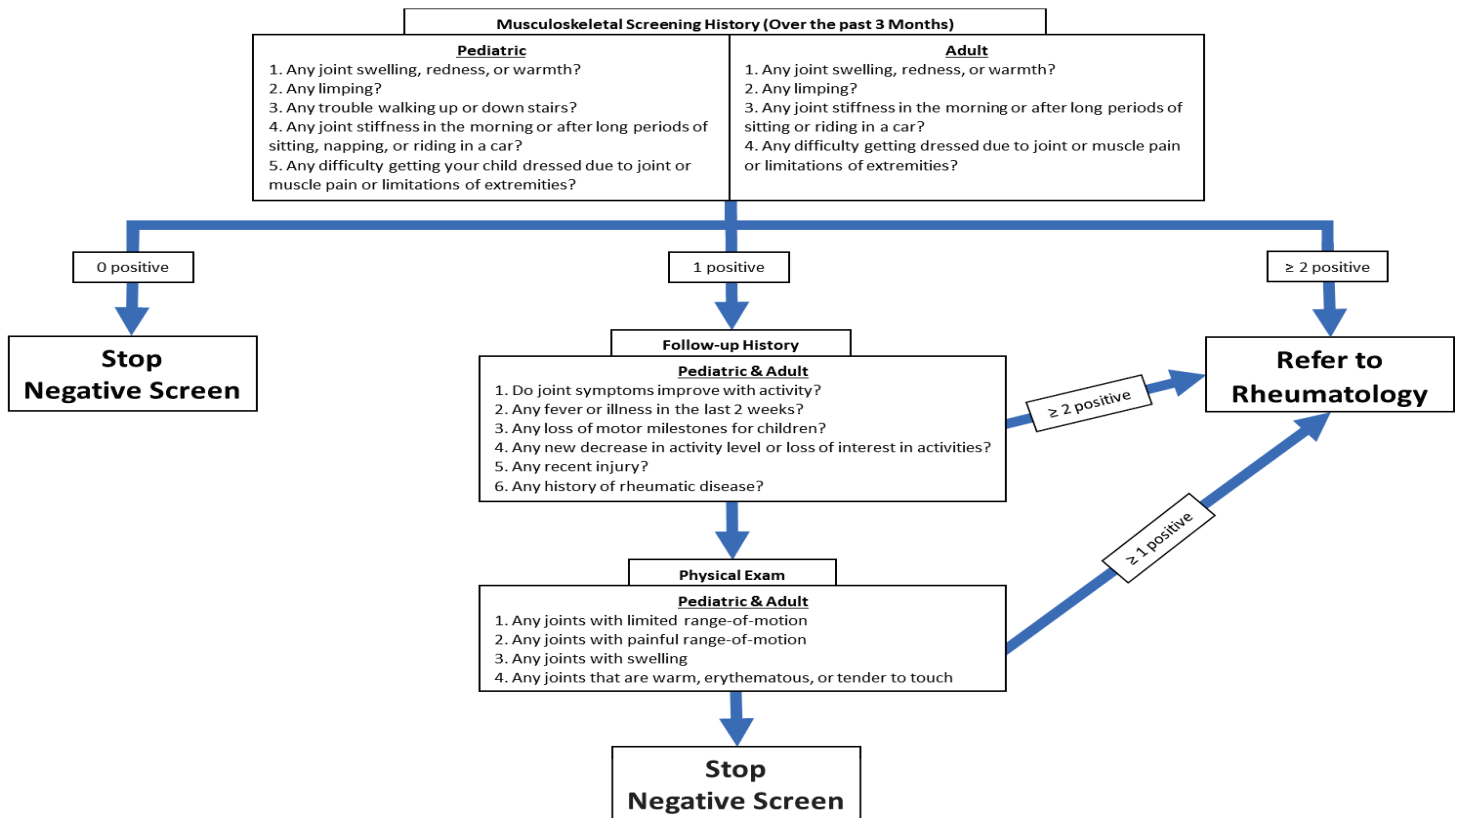 Musculoskeletal Screening History (Over the past 3 Months)
Pediatric
1. Any joint swelling, redness, or warmth?
2. Any limping?
3. Any trouble walking up or down stairs?
4. Any joint stiffness in the morning or after long periods of
sitting, napping, or riding in a car?
5. Any difficulty getting your child dressed due to joint or
muscle pain or limitations of extremities?
Adult
1. Any joint swelling, redness, or warmth?
2. Any limping?
3. Any joint stiffness in the morning or after long periods of
sitting or riding in a car?
4. Any difficulty getting dressed due to joint or muscle pain
or limitations of extremities?
0 positive
1 positive
≥ 2 positive
Stop
Negative Screen
Follow-up History
Pediatric & Adult
1. Do joint symptoms improve with activity?
2. Any fever or illness in the last 2 weeks?
3. Any loss of motor milestones for children?
4. Any new decrease in activity level or loss of interest in activities?
5. Any recent injury?
6. Any history of rheumatic disease?
≥ 2 positive
Refer to
Rheumatology
Physical Exam
Pediatric & Adult
1. Any joints with limited range-of-motion
2. Any joints with painful range-of-motion
3. Any joints with swelling
4. Any joints that are warm, erythematous, or tender to touch
≥ 1 positive
Stop
Negative Screen